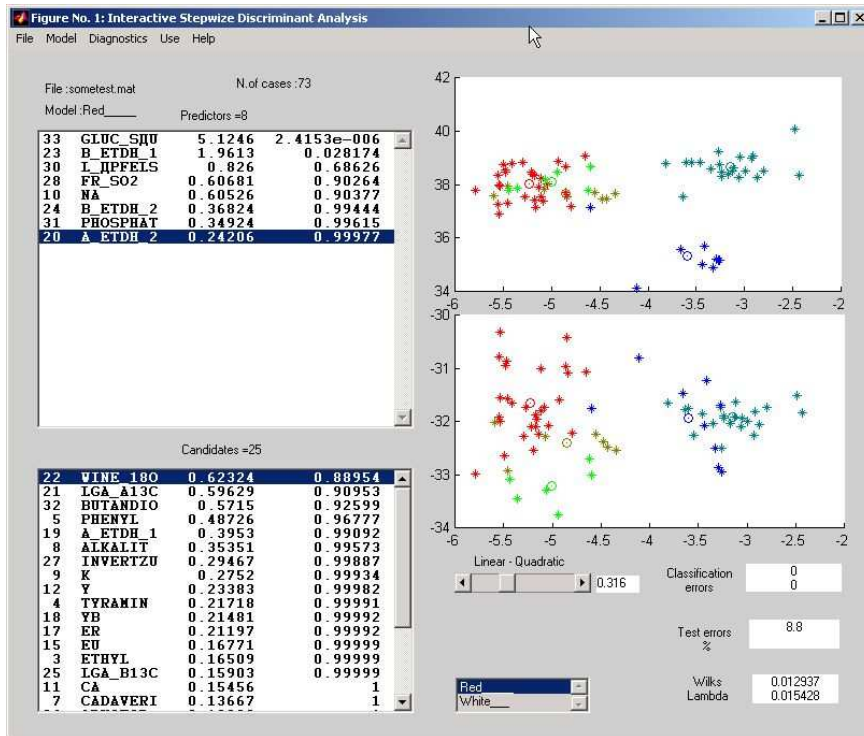 Figure No. 1: Interactive Stepwize Discriminant Analysis
File Model Diagnostics Use Help
File :sometest.mat
N.of cases :73
Model :Red_____
Predictors =8
33 GLUC_SДU 5.1246 2.4153e-006
23 B_ETDH_1 1.9613 0.028174
30 L_ДPFELS 0.826 0.68626
28 FR_SO2 0.60681 0.90264
10 NA 0.60526 0.90377
24 B_ETDH_2 0.36824 0.99444
31 PHOSPHAT 0.34924 0.99615
20 A_ETDH_2 0.24206 0.99977
Candidates =25
22 WINE_18O 0.62324 0.88954
21 LGA_A13C 0.59629 0.90953
32 BUTANDIO 0.5715 0.92599
5 PHENYL 0.48726 0.96777
19 A_ETDH_1 0.3953 0.99092
8 ALKALIT 0.35351 0.99573
27 INVERTZU 0.29467 0.99887
9 K 0.2752 0.99934
12 Y 0.23383 0.99982
4 TYRAMIN 0.21718 0.99991
18 YB 0.21481 0.99992
17 ER 0.21197 0.99992
15 EU 0.16771 0.99999
3 ETHYL 0.16509 0.99999
25 LGA_B13C 0.15903 0.99999
11 CA 0.15456 1
7 CADAVERI 0.13667 1
42
40
38
36
34
-6 -5.5 -5 -4.5 -4 -3.5 -3 -2.5 -2
-30
-31
-32
-33
-34
-6 -5.5 -5 -4.5 -4 -3.5 -3 -2.5 -2
Linear - Quadratic
0.316
Classification errors
0
0
Test errors %
8.8
Red_____
White___
Wilks Lambda
0.012937
0.015428